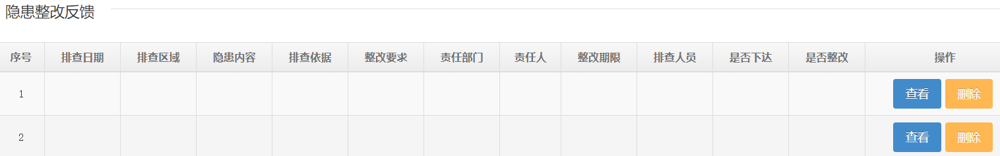 隐患整改反馈
序号 排查日期 排查区域 隐患内容 排查依据 整改要求 责任部门 责任人 整改期限 排查人员 是否下达 是否整改 操作
1 查看 删除
2 查看 删除